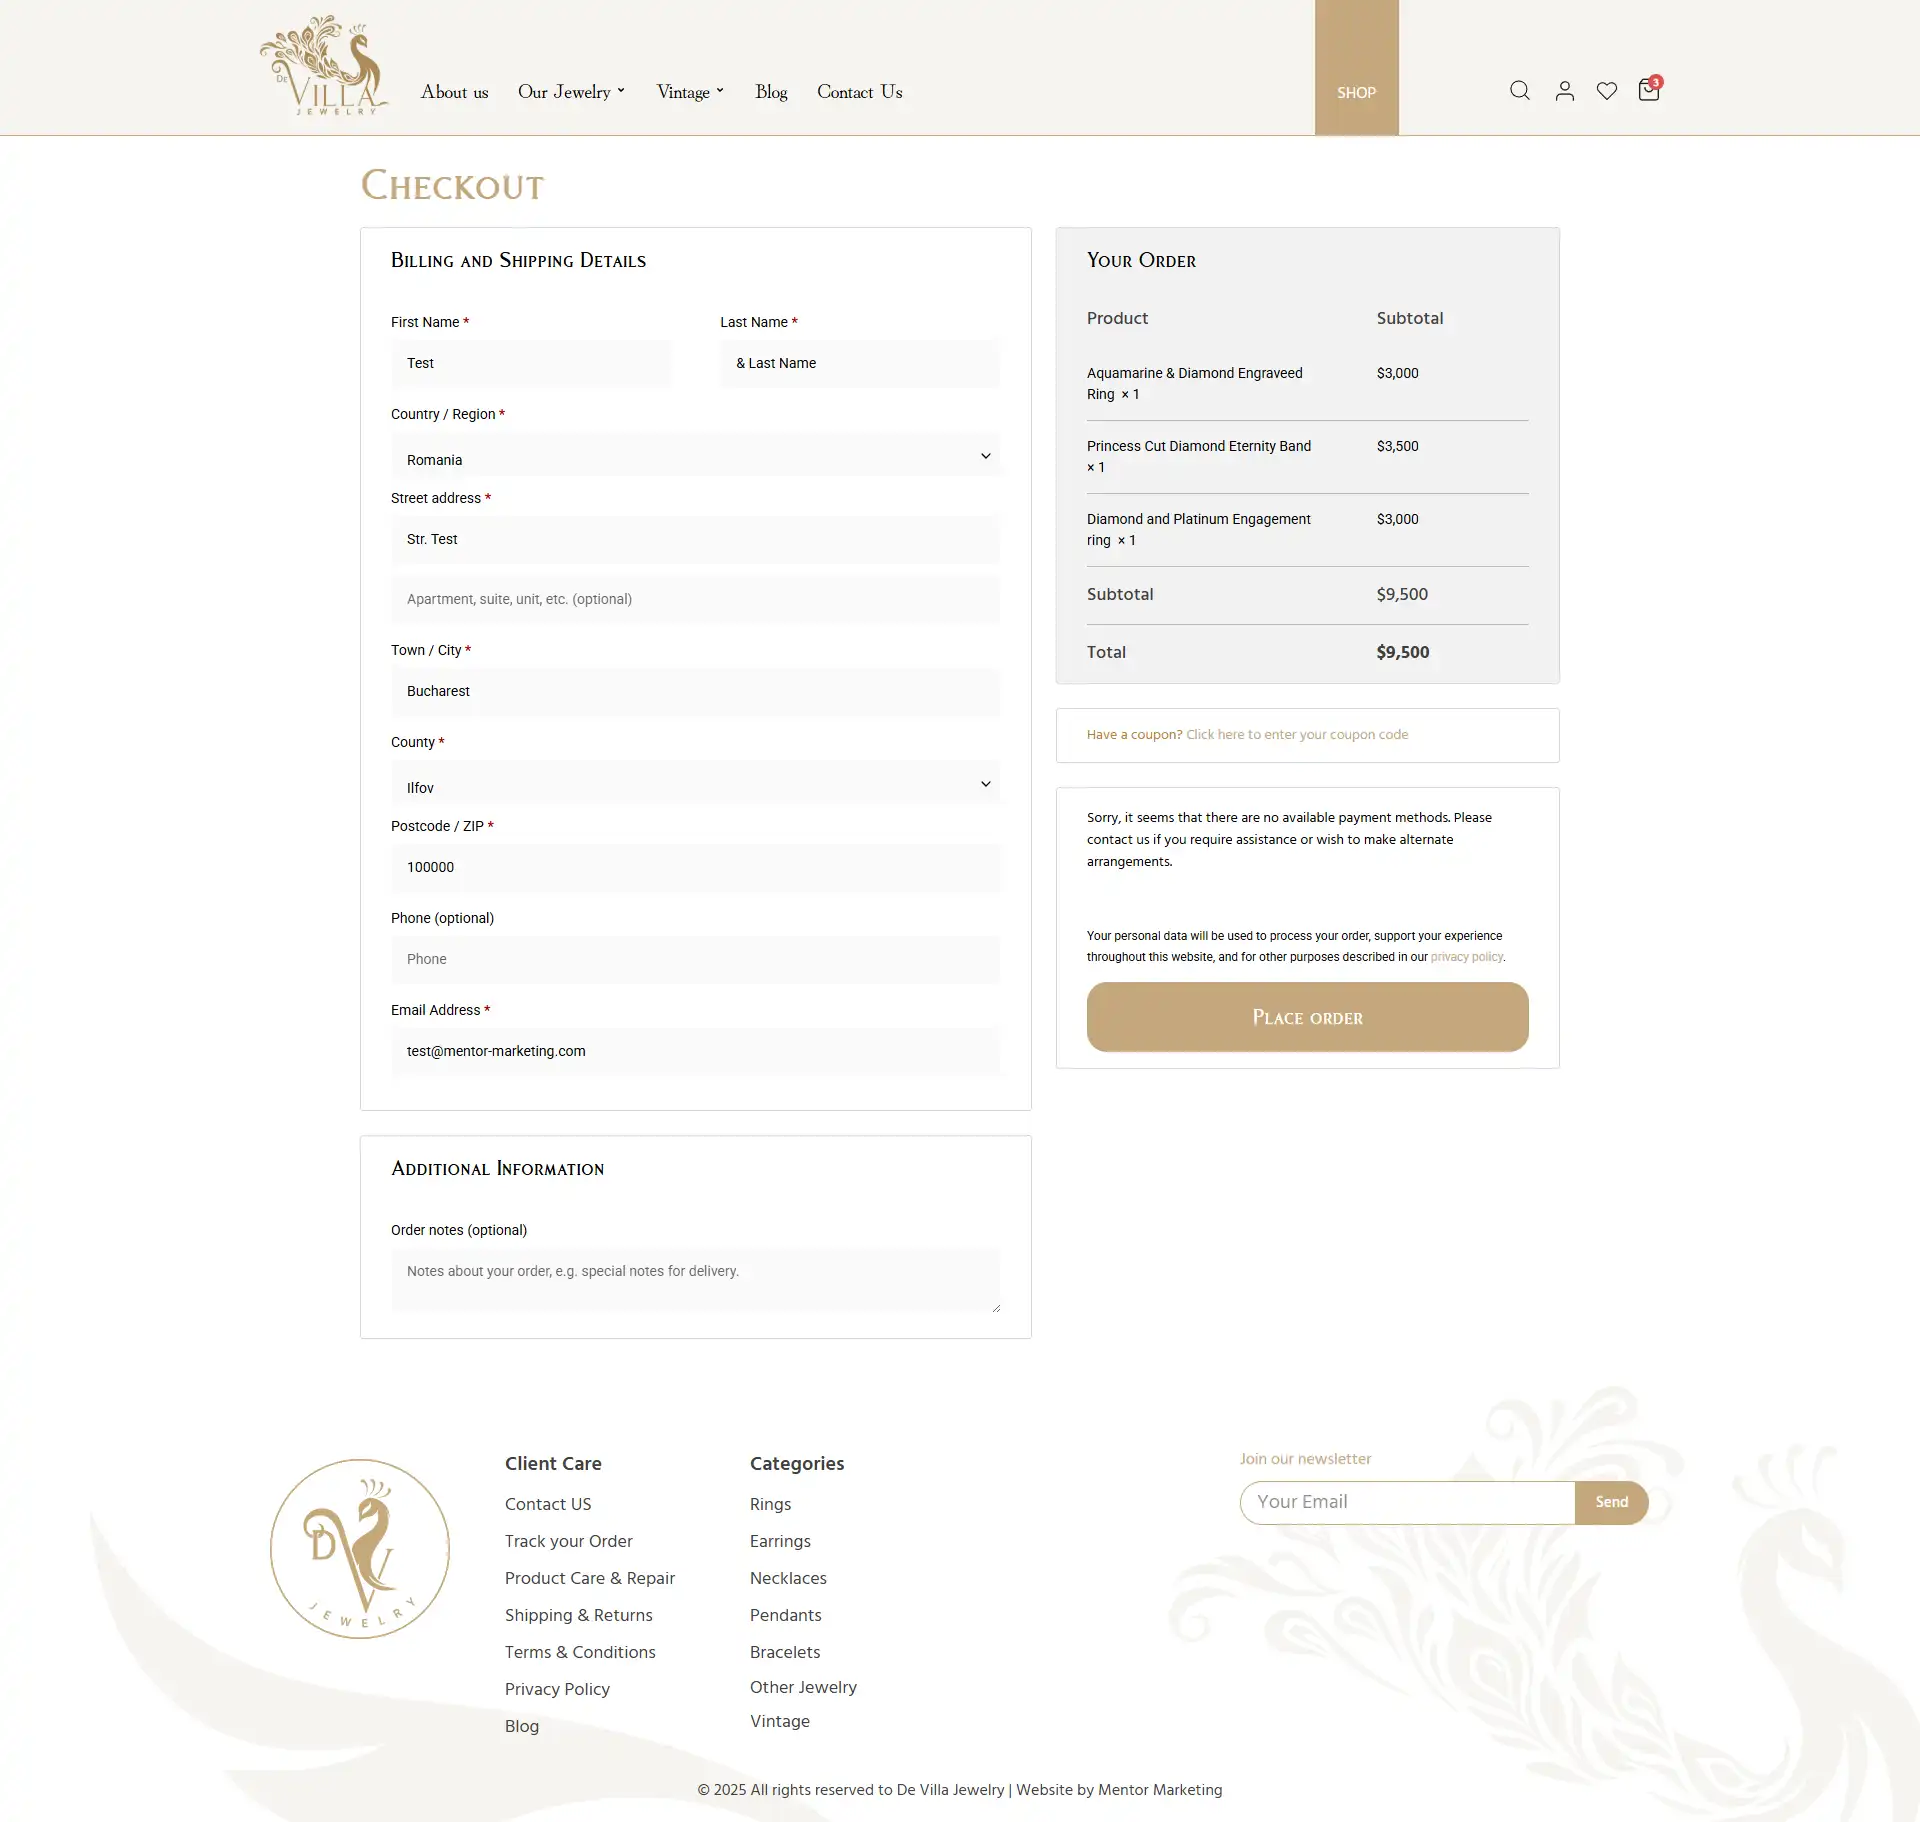 DE
VILLA
JEWELRY
About us
Our Jewelry
Vintage
Blog
Contact Us
SHOP
3
Checkout
Billing and Shipping Details
First Name *
Last Name *
Test
& Last Name
Country / Region *
Romania
Street address *
Str. Test
Apartment, suite, unit, etc. (optional)
Town / City *
Bucharest
County *
Ilfov
Postcode / ZIP *
100000
Phone (optional)
Phone
Email Address *
test@mentor-marketing.com
Additional Information
Order notes (optional)
Notes about your order, e.g. special notes for delivery.
Your Order
Product Subtotal
Aquamarine & Diamond Engraveed $3,000
Ring × 1
Princess Cut Diamond Eternity Band $3,500
× 1
Diamond and Platinum Engagement $3,000
ring × 1
Subtotal $9,500
Total $9,500
Have a coupon? Click here to enter your coupon code
Sorry, it seems that there are no available payment methods. Please
contact us if you require assistance or wish to make alternate
arrangements.
Your personal data will be used to process your order, support your experience
throughout this website, and for other purposes described in our privacy policy.
Place order
DV
JEWELRY
Client Care
Contact US
Track your Order
Product Care & Repair
Shipping & Returns
Terms & Conditions
Privacy Policy
Blog
Categories
Rings
Earrings
Necklaces
Pendants
Bracelets
Other Jewelry
Vintage
Join our newsletter
Your Email
Send
© 2025 All rights reserved to De Villa Jewelry | Website by Mentor Marketing